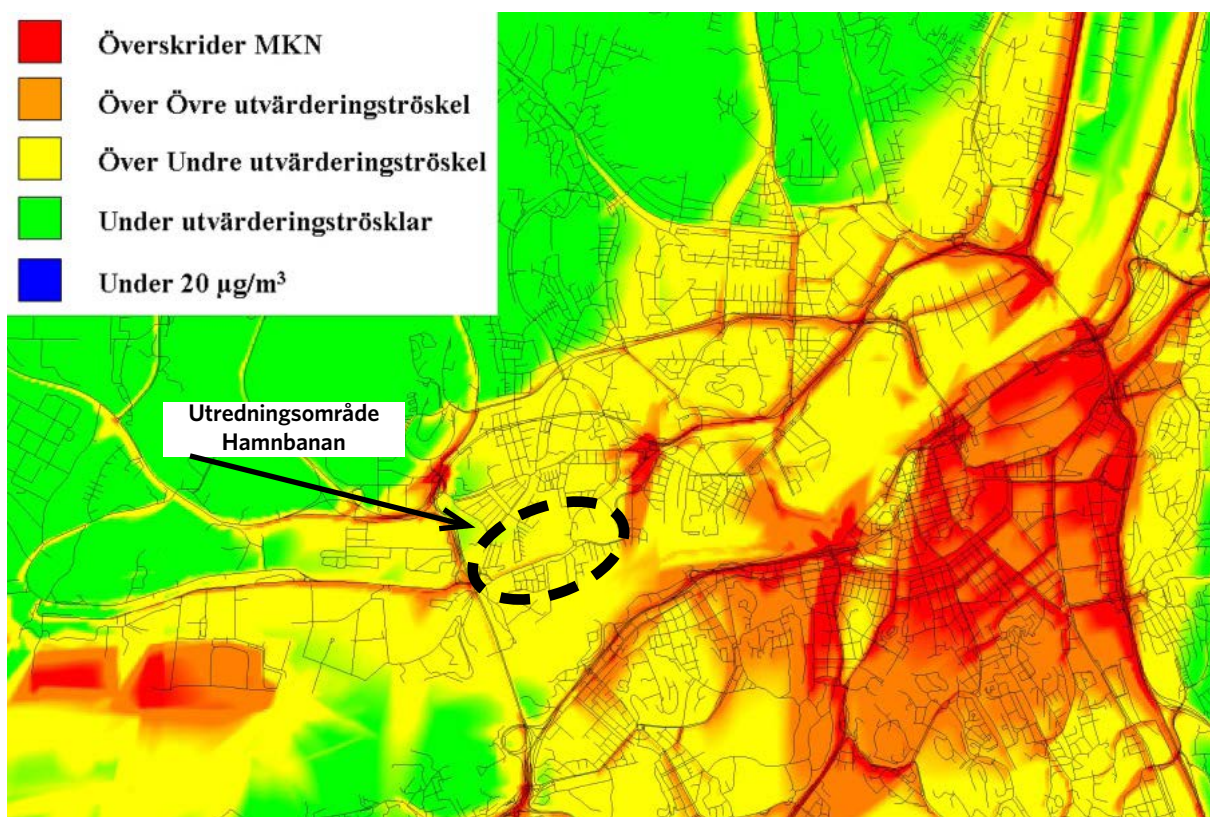 Överskrider MKN
Över Övre utvärderingströskel
Över Undre utvärderingströskel
Under utvärderingströsklar
Under 20 µg/m³
Utredningsområde
Hamnbanan